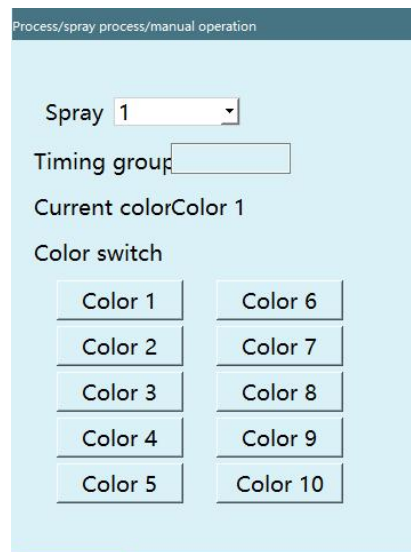 Process/spray process/manual operation
Spray 1
Timing group
Current colorColor 1
Color switch
Color 1 Color 6
Color 2 Color 7
Color 3 Color 8
Color 4 Color 9
Color 5 Color 10